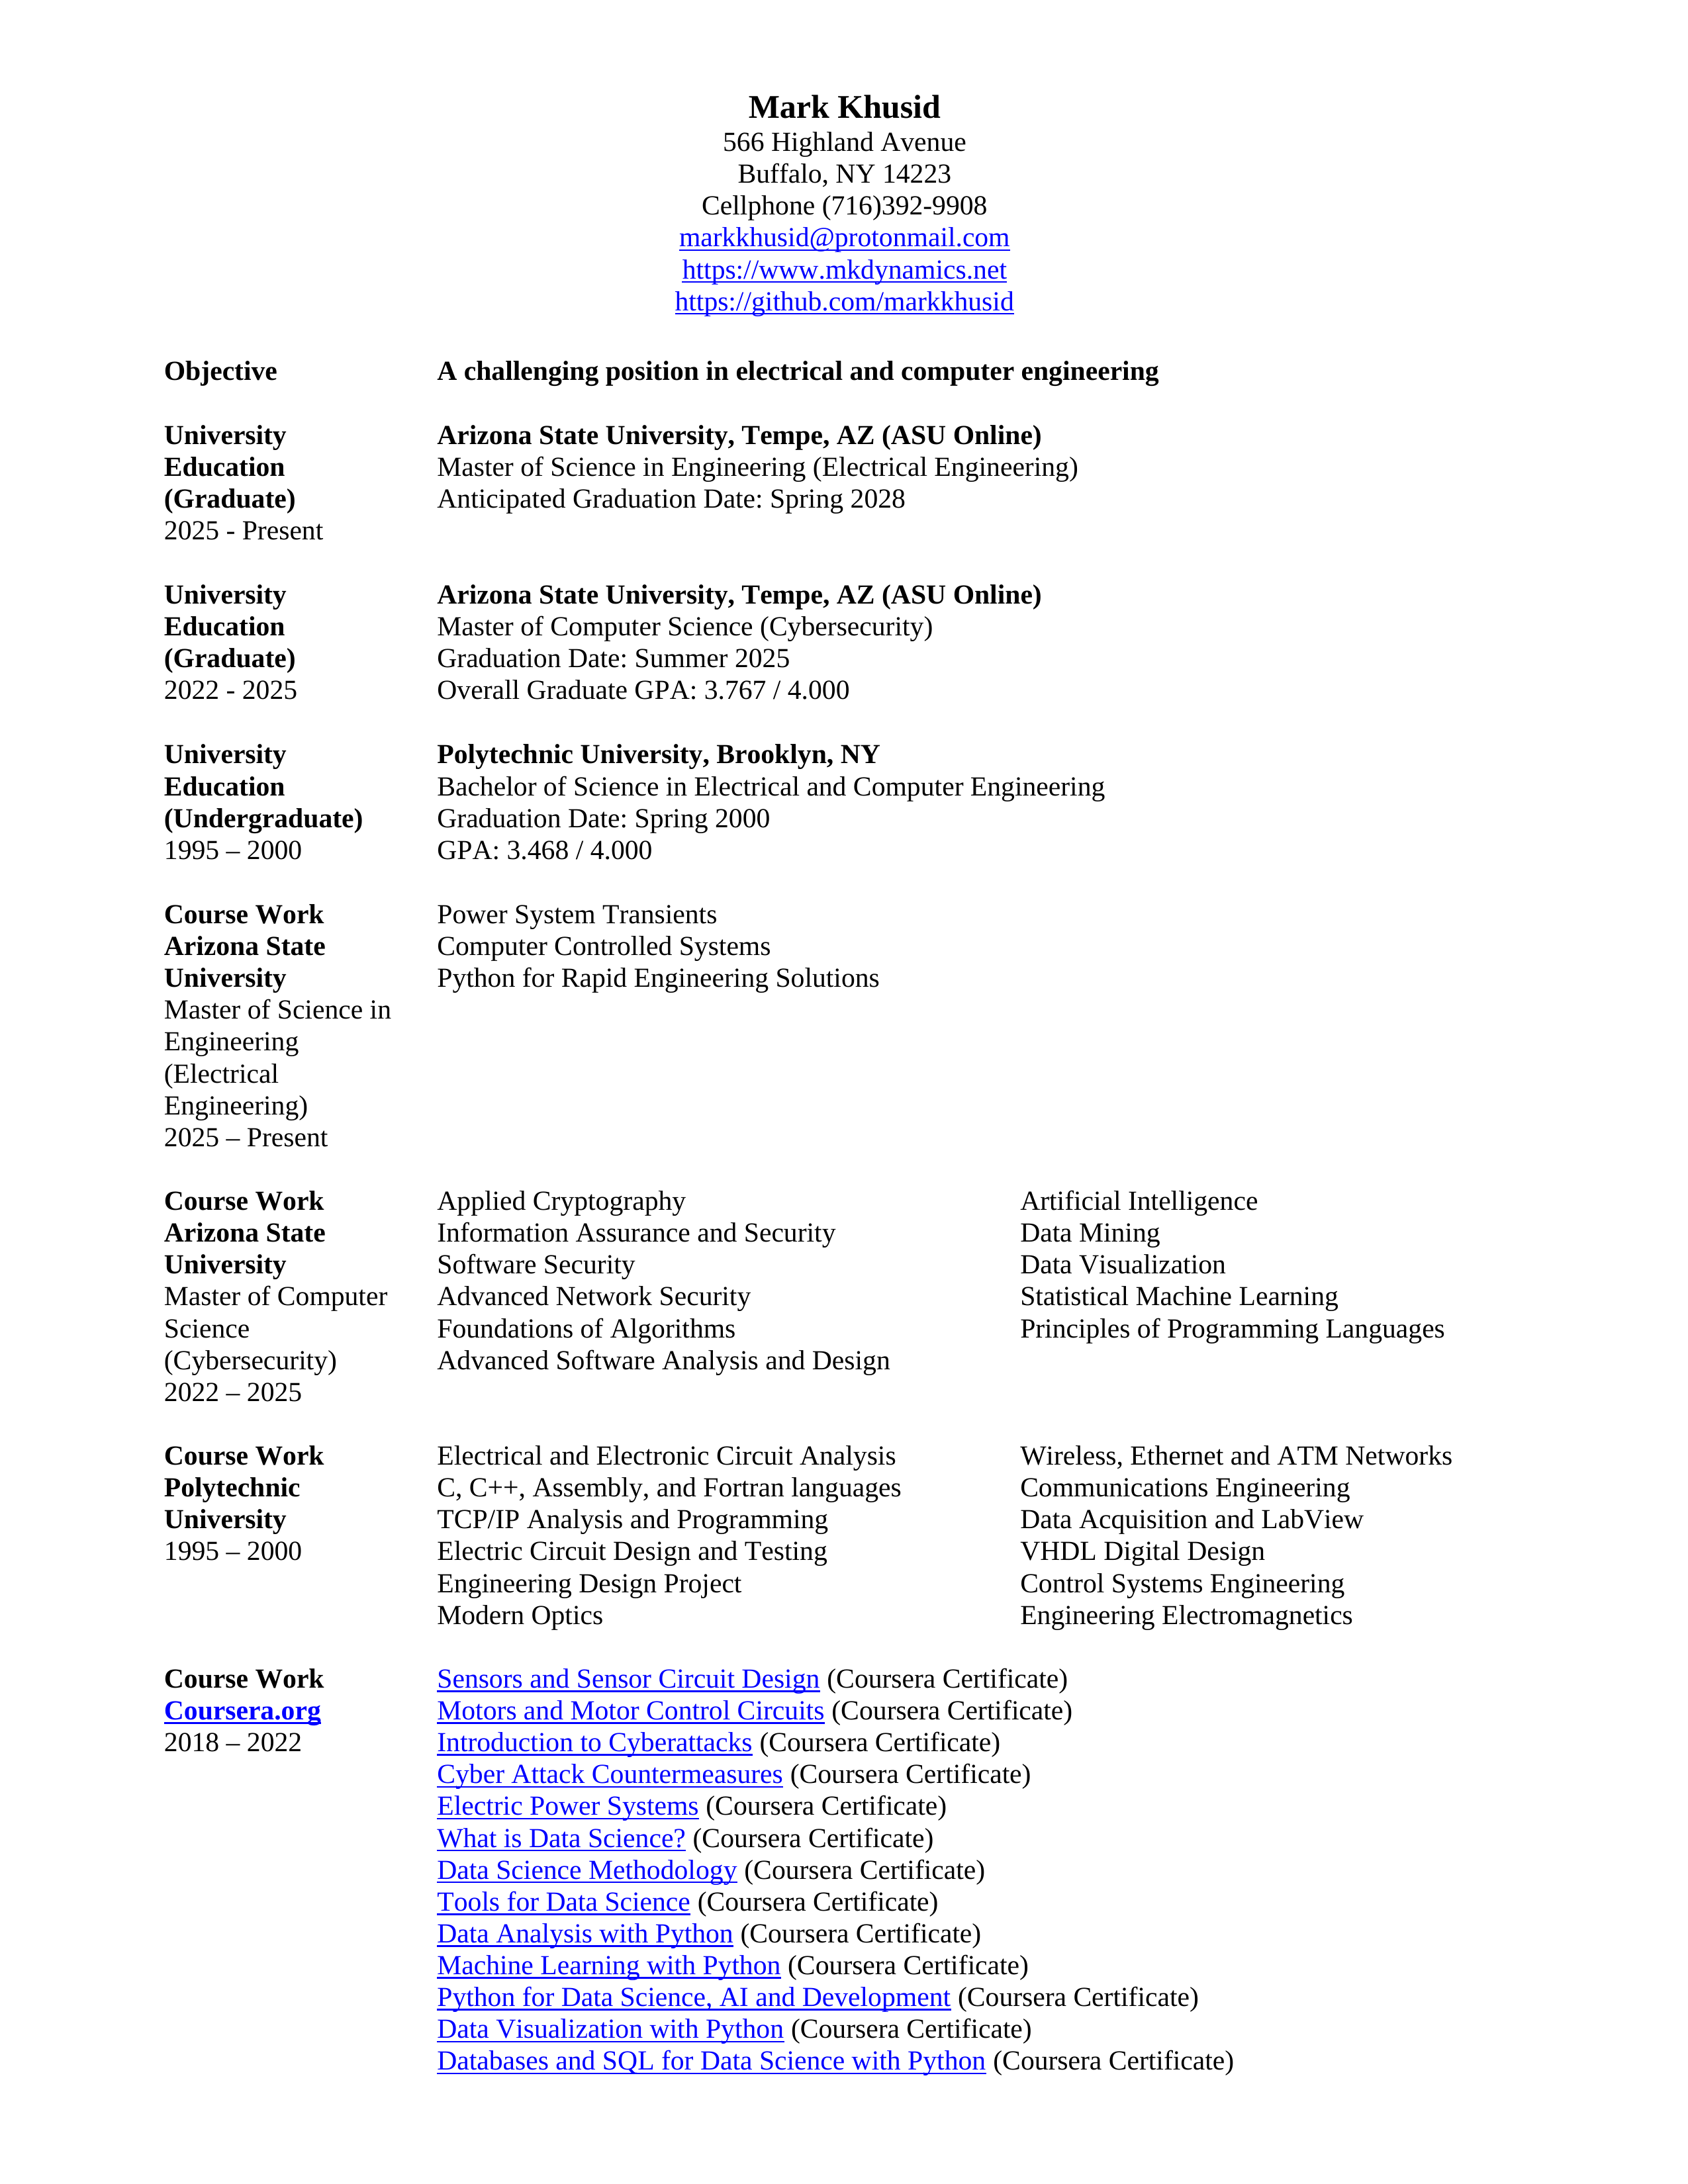 Mark Khusid
566 Highland Avenue
Buffalo, NY 14223
Cellphone (716)392-9908
markkhusid@protonmail.com
https://www.mkdynamics.net
https://github.com/markkhusid
Objective
A challenging position in electrical and computer engineering
University
Education
(Graduate)
2025 - Present
Arizona State University, Tempe, AZ (ASU Online)
Master of Science in Engineering (Electrical Engineering)
Anticipated Graduation Date: Spring 2028
University
Education
(Graduate)
2022 - 2025
Arizona State University, Tempe, AZ (ASU Online)
Master of Computer Science (Cybersecurity)
Graduation Date: Summer 2025
Overall Graduate GPA: 3.767 / 4.000
University
Education
(Undergraduate)
1995 – 2000
Polytechnic University, Brooklyn, NY
Bachelor of Science in Electrical and Computer Engineering
Graduation Date: Spring 2000
GPA: 3.468 / 4.000
Course Work
Arizona State
University
Master of Science in
Engineering
(Electrical
Engineering)
2025 – Present
Power System Transients
Computer Controlled Systems
Python for Rapid Engineering Solutions
Course Work
Arizona State
University
Master of Computer
Science
(Cybersecurity)
2022 – 2025
Applied Cryptography
Information Assurance and Security
Software Security
Advanced Network Security
Foundations of Algorithms
Advanced Software Analysis and Design
Artificial Intelligence
Data Mining
Data Visualization
Statistical Machine Learning
Principles of Programming Languages
Course Work
Polytechnic
University
1995 – 2000
Electrical and Electronic Circuit Analysis
C, C++, Assembly, and Fortran languages
TCP/IP Analysis and Programming
Electric Circuit Design and Testing
Engineering Design Project
Modern Optics
Wireless, Ethernet and ATM Networks
Communications Engineering
Data Acquisition and LabView
VHDL Digital Design
Control Systems Engineering
Engineering Electromagnetics
Course Work
Coursera.org
2018 – 2022
Sensors and Sensor Circuit Design (Coursera Certificate)
Motors and Motor Control Circuits (Coursera Certificate)
Introduction to Cyberattacks (Coursera Certificate)
Cyber Attack Countermeasures (Coursera Certificate)
Electric Power Systems (Coursera Certificate)
What is Data Science? (Coursera Certificate)
Data Science Methodology (Coursera Certificate)
Tools for Data Science (Coursera Certificate)
Data Analysis with Python (Coursera Certificate)
Machine Learning with Python (Coursera Certificate)
Python for Data Science, AI and Development (Coursera Certificate)
Data Visualization with Python (Coursera Certificate)
Databases and SQL for Data Science with Python (Coursera Certificate)